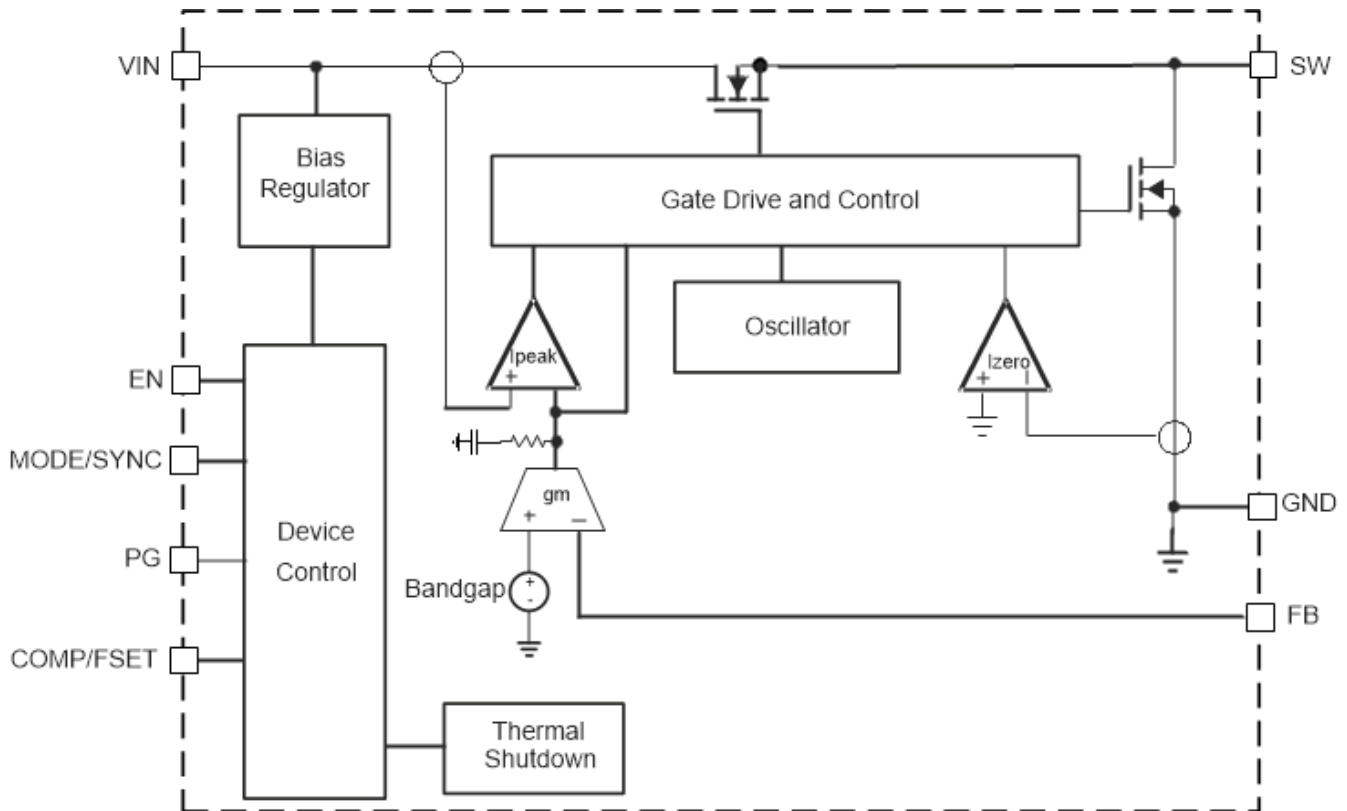 VIN
SW
Bias
Regulator
Gate Drive and Control
Oscillator
Ipeak
+
Izero
+ −
EN
MODE/SYNC
gm
+ −
GND
Device
Control
PG
Bandgap
+
-
FB
COMP/FSET
Thermal
Shutdown